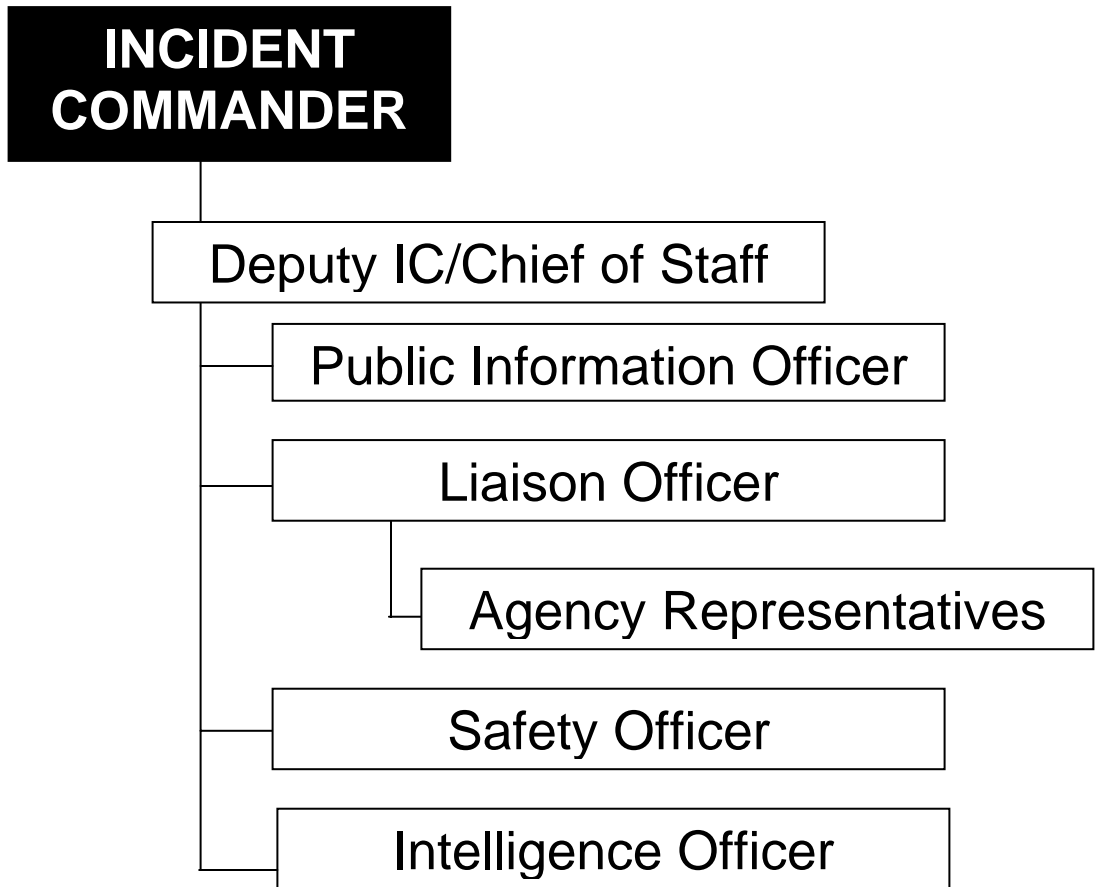 INCIDENT
COMMANDER
Deputy IC/Chief of Staff
Public Information Officer
Liaison Officer
Agency Representatives
Safety Officer
Intelligence Officer